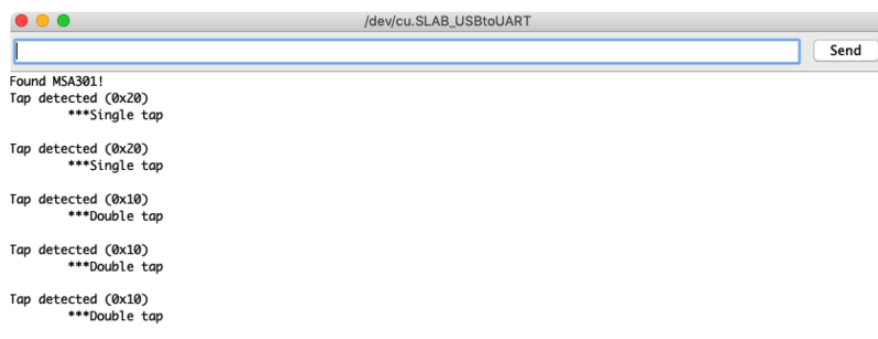 /dev/cu.SLAB_USBtoUART
Send
Found MSA301!
Tap detected (0x20)
***Single tap
Tap detected (0x20)
***Single tap
Tap detected (0x10)
***Double tap
Tap detected (0x10)
***Double tap
Tap detected (0x10)
***Double tap